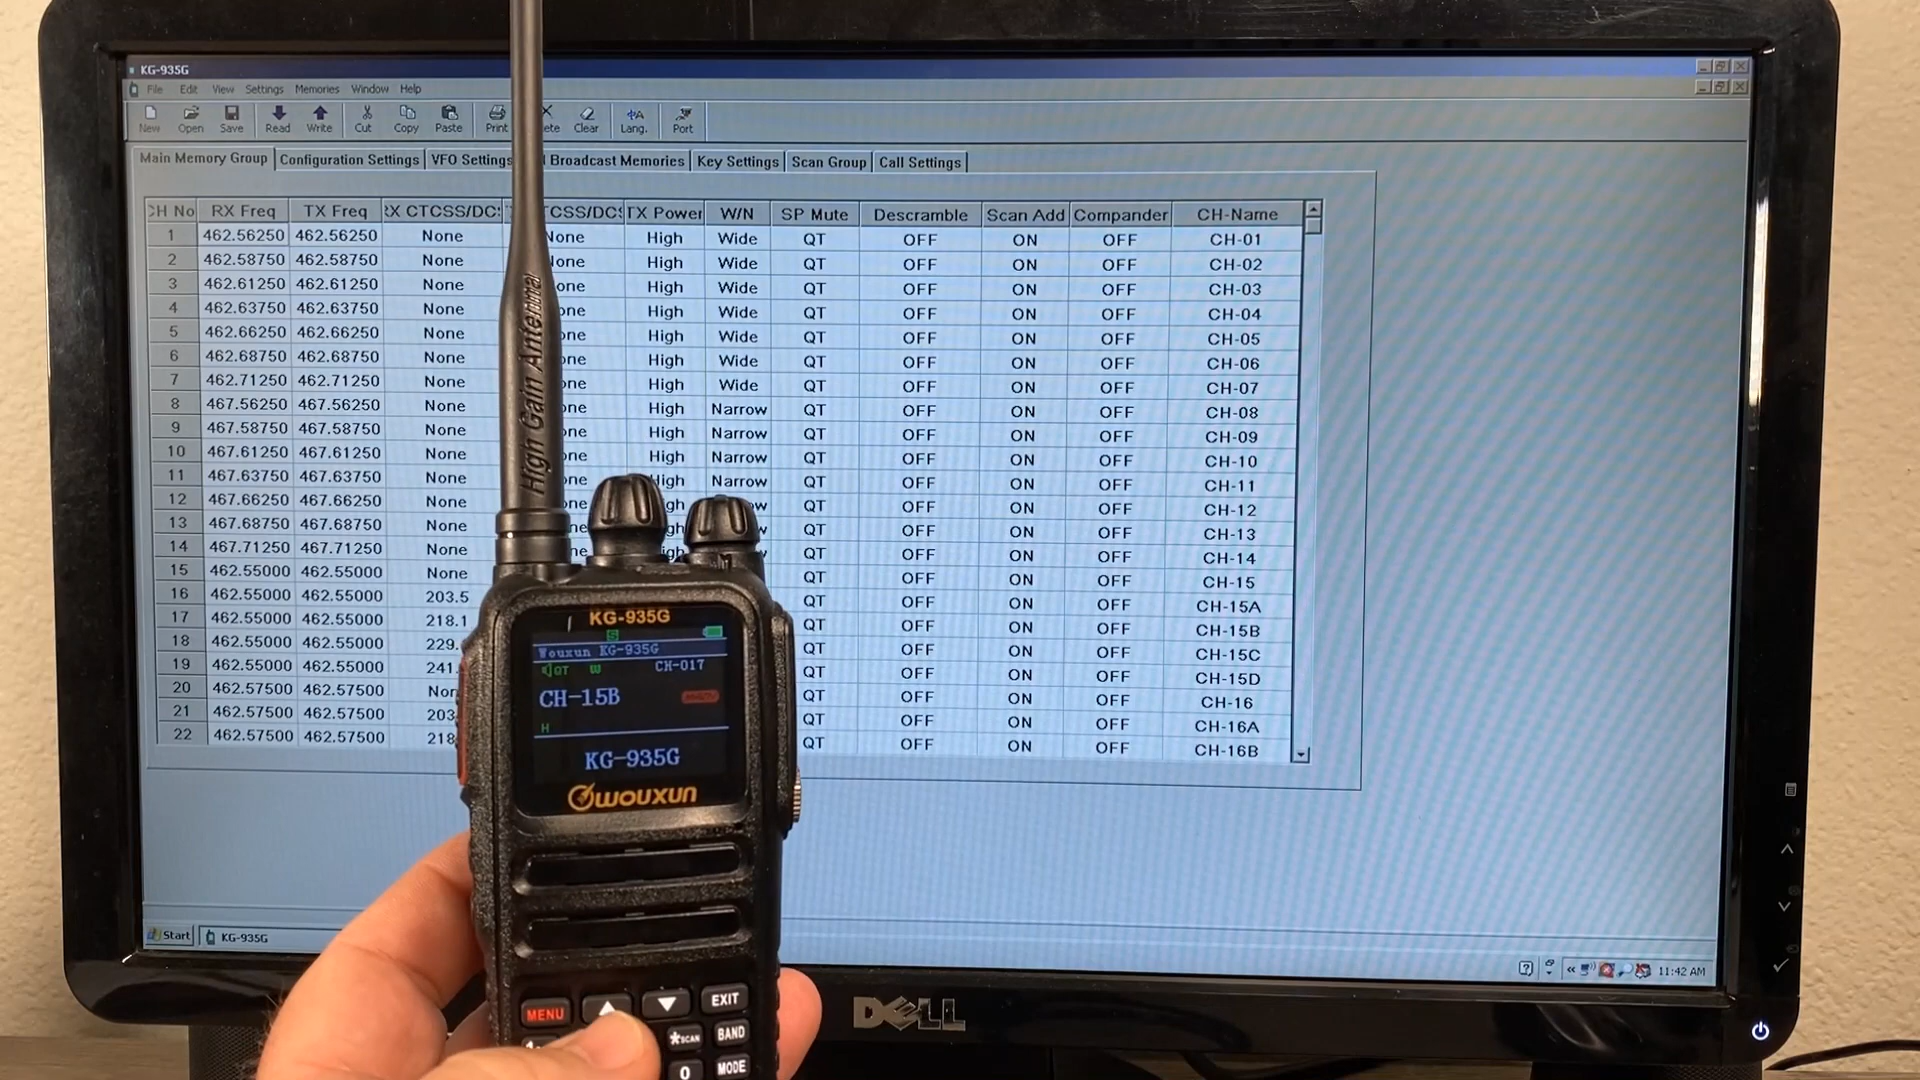 KG-935G
File Edit View Settings Memories Window Help
New Open Save Read Write Cut Copy Paste Print Clear Lang. Port
Main Memory Group Configuration Settings VFO Settings Broadcast Memories Key Settings Scan Group Call Settings
CH No RX Freq TX Freq RX CTCSS/DCS TX Power W/N SP Mute Descramble Scan Add Compander CH-Name
1 462.56250 462.56250 None None High Wide QT OFF ON OFF CH-01
2 462.58750 462.58750 None High Wide QT OFF ON OFF CH-02
3 462.61250 462.61250 None High Wide QT OFF ON OFF CH-03
4 462.63750 462.63750 None High Wide QT OFF ON OFF CH-04
5 462.66250 462.66250 None High Wide QT OFF ON OFF CH-05
6 462.68750 462.68750 None High Wide QT OFF ON OFF CH-06
7 462.71250 462.71250 None High Wide QT OFF ON OFF CH-07
8 467.56250 467.56250 None High Narrow QT OFF ON OFF CH-08
9 467.58750 467.58750 None High Narrow QT OFF ON OFF CH-09
10 467.61250 467.61250 None High Narrow QT OFF ON OFF CH-10
11 467.63750 467.63750 None High Narrow QT OFF ON OFF CH-11
12 467.66250 467.66250 None QT OFF ON OFF CH-12
13 467.68750 467.68750 None QT OFF ON OFF CH-13
14 467.71250 467.71250 None QT OFF ON OFF CH-14
15 462.55000 462.55000 None QT OFF ON OFF CH-15
16 462.55000 462.55000 203.5 QT OFF ON OFF CH-15A
17 462.55000 462.55000 218.1 QT OFF ON OFF CH-15B
18 462.55000 462.55000 229. QT OFF ON OFF CH-15C
19 462.55000 462.55000 241. QT OFF ON OFF CH-15D
20 462.57500 462.57500 QT OFF ON OFF CH-16
21 462.57500 462.57500 203. QT OFF ON OFF CH-16A
22 462.57500 462.57500 218 QT OFF ON OFF CH-16B
Start KG-935G
11:42 AM
DELL
High Gain Antenna
KG-935G
S
Wouxun KG-935G
QT W CH-017
CH-15B
H
KG-935G
WOUXUN
MENU EXIT
*SCAN BAND
0 MODE